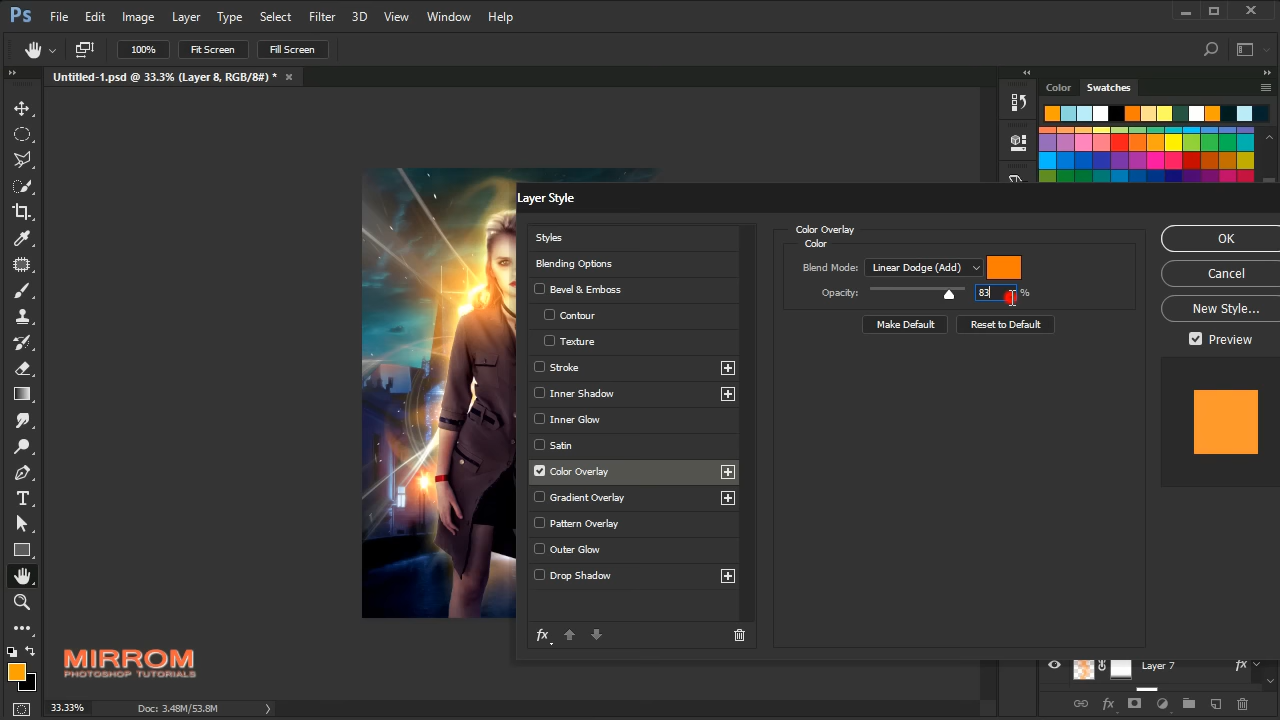 Ps File Edit Image Layer Type Select Filter 3D View Window Help
100% Fit Screen Fill Screen
Untitled-1.psd @ 33.3% (Layer 8, RGB/8#) * ×
Color Swatches
Layer Style
Styles
Blending Options
Bevel & Emboss
Contour
Texture
Stroke
Inner Shadow
Inner Glow
Satin
Color Overlay
Gradient Overlay
Pattern Overlay
Outer Glow
Drop Shadow
fx
Color Overlay
Color
Blend Mode: Linear Dodge (Add)
Opacity: 83 %
Make Default Reset to Default
OK
Cancel
New Style...
Preview
Layer 7 fx
fx
MIRROM
PHOTOSHOP TUTORIALS
33.33% Doc: 3.48M/53.8M